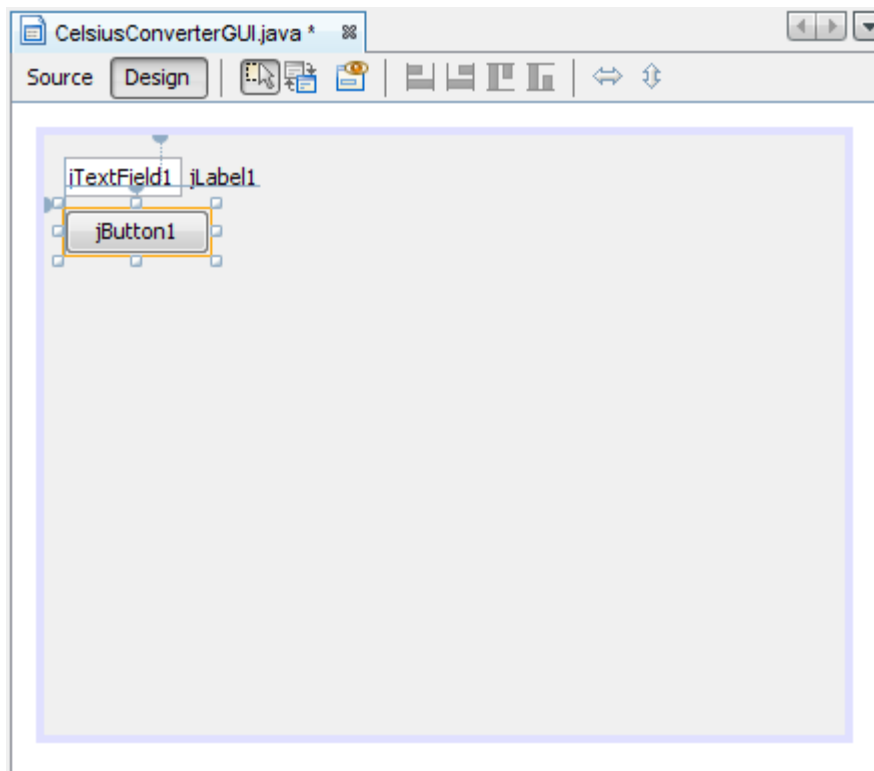 CelsiusConverterGUI.java *
Source Design
jTextField1 jLabel1
jButton1